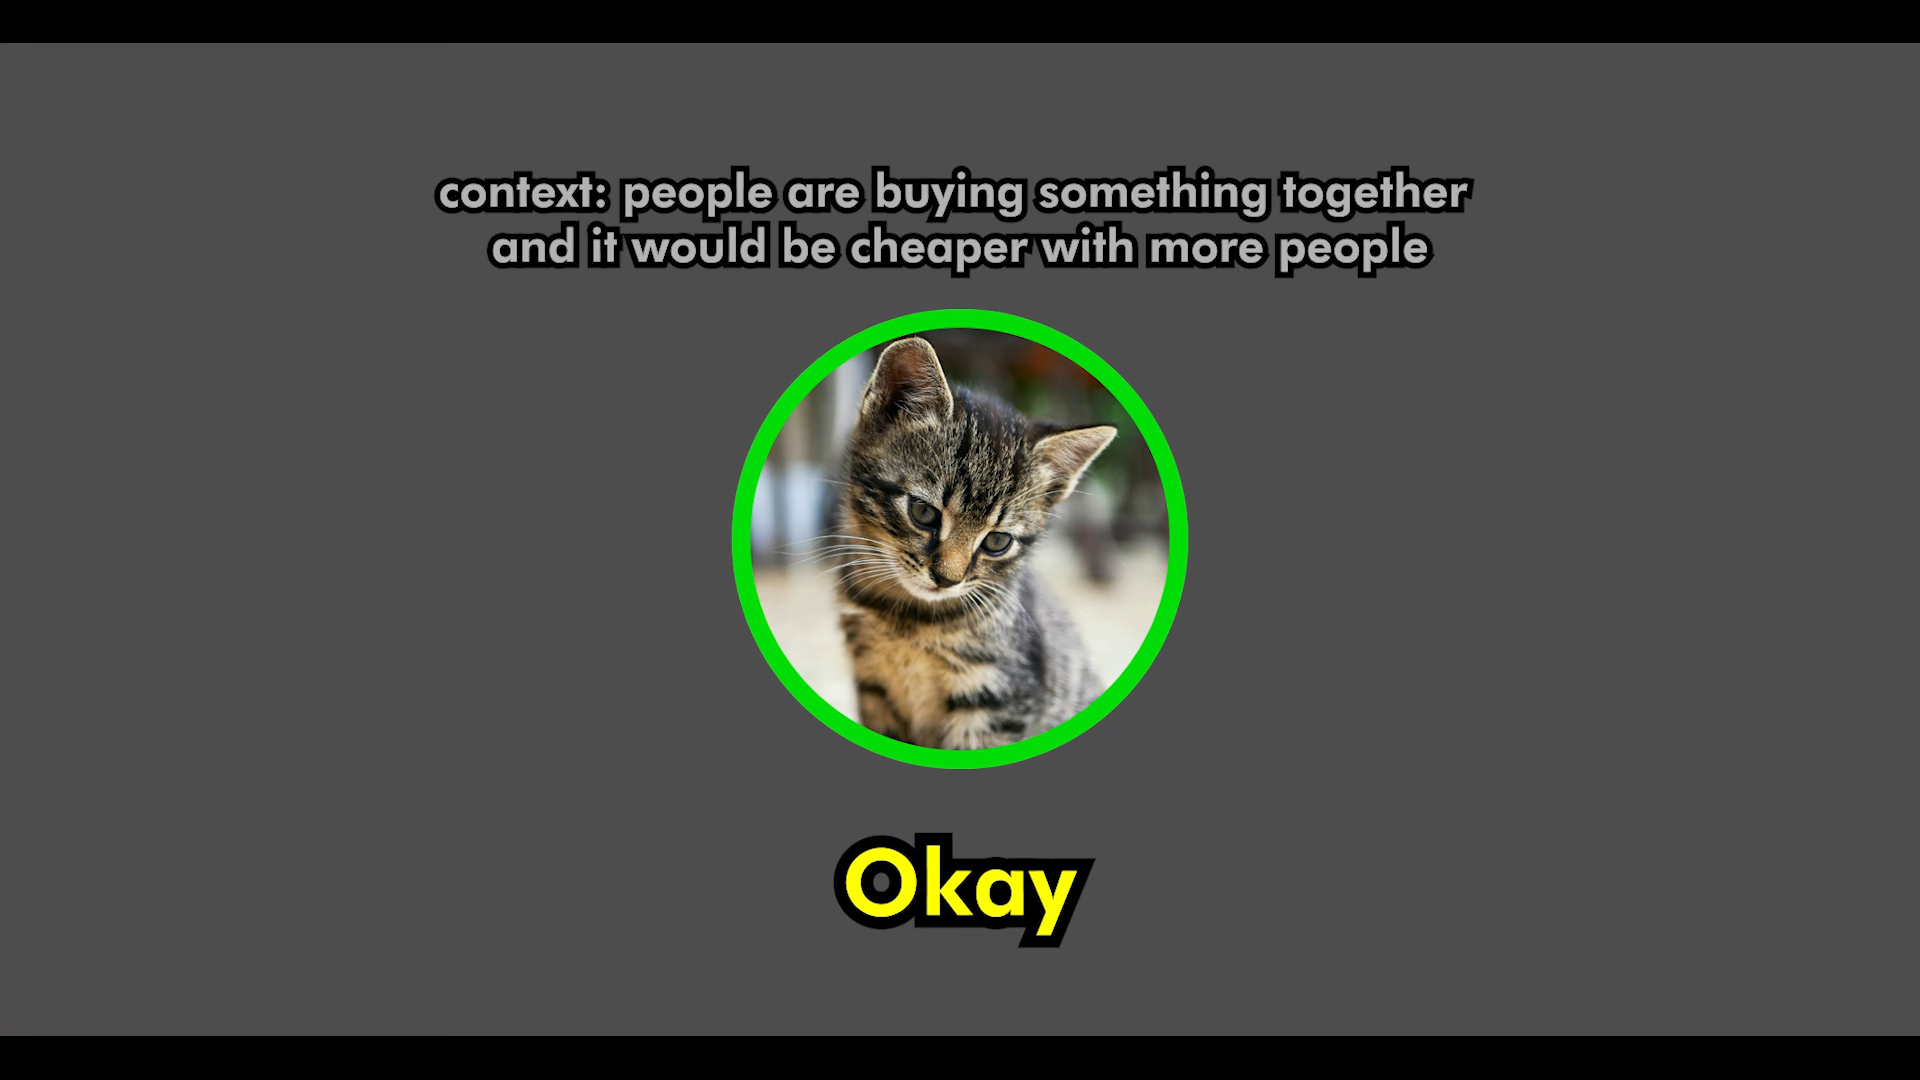 context: people are buying something together
and it would be cheaper with more people
Okay